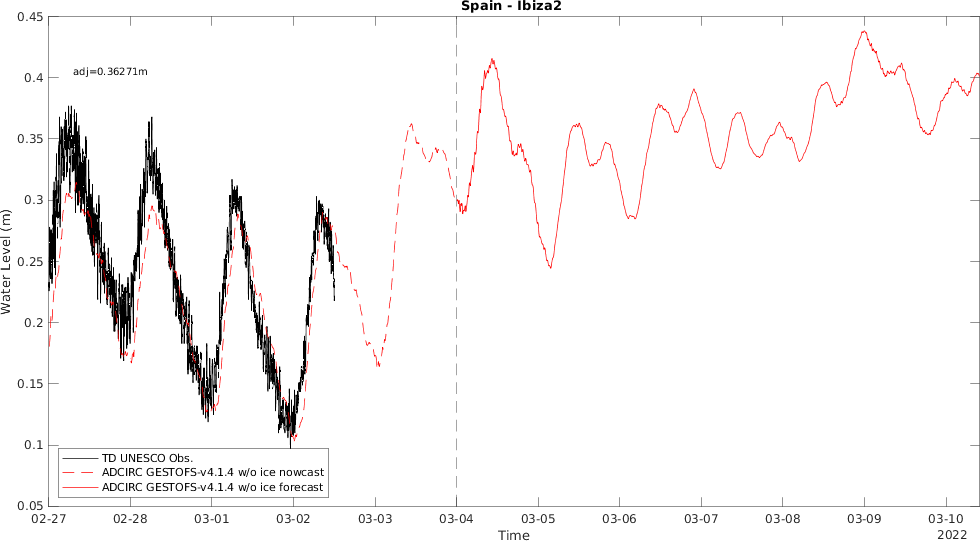 Spain - Ibiza2
0.45
adj=0.36271m
0.4
0.35
0.3
0.25
0.2
0.15
0.1
0.05
Water Level (m)
TD UNESCO Obs.
ADCIRC GESTOFS-v4.1.4 w/o ice nowcast
ADCIRC GESTOFS-v4.1.4 w/o ice forecast
02-27 02-28 03-01 03-02 03-03 03-04 03-05 03-06 03-07 03-08 03-09 03-10
Time
2022